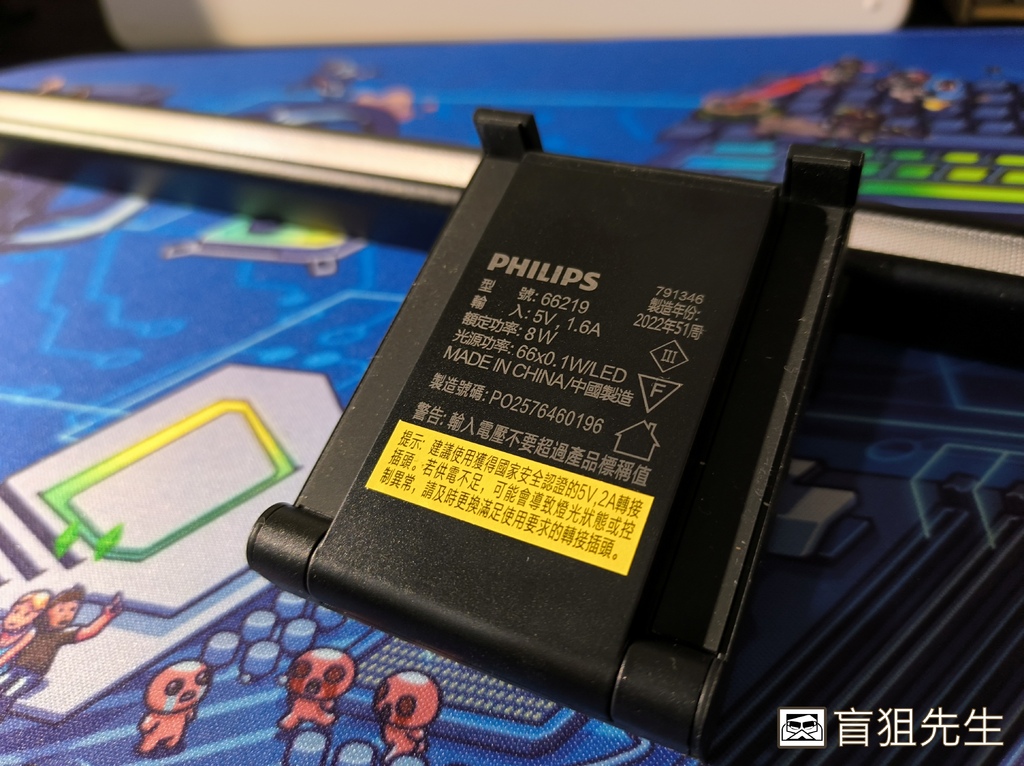 PHILIPS
型 號: 66219
輸 入: 5V, 1.6A
額定功率: 8W
光源功率: 66x0.1W/LED
MADE IN CHINA/中國製造
製造號碼: PO2576460196
警告: 輸入電壓不要超過產品標稱值
791346
製造年份:
2022年51周
III
F
提示: 建議使用獲得國家安全認證的5V 2A轉接
插頭。若供電不足, 可能會導致燈光狀態或控
制異常, 請及時更換滿足使用要求的轉接插頭。
盲狙先生